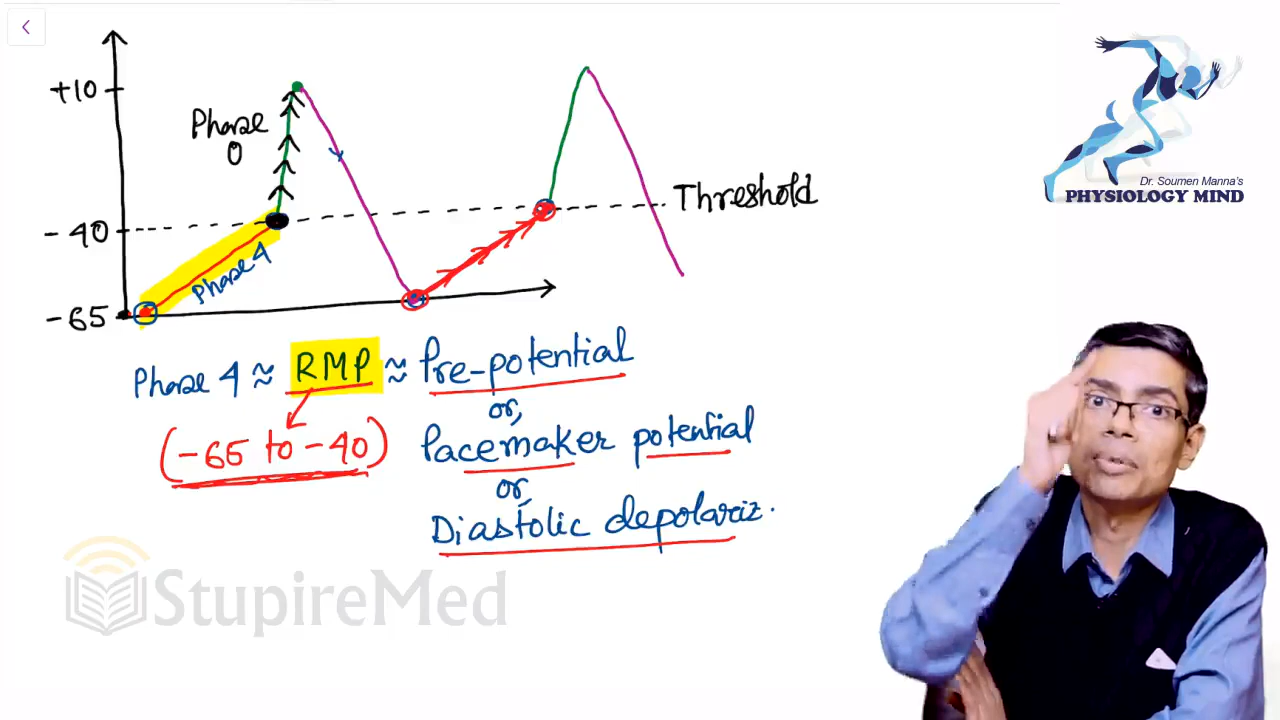 +10
Phase
0
Threshold
-40
Phase 4
-65
Phase 4 ≈ RMP ≈ Pre-potential
or,
(-65 to -40) Pacemaker potential
or,
Diastolic depolariz.
StupireMed
Dr. Soumen Manna's
PHYSIOLOGY MIND